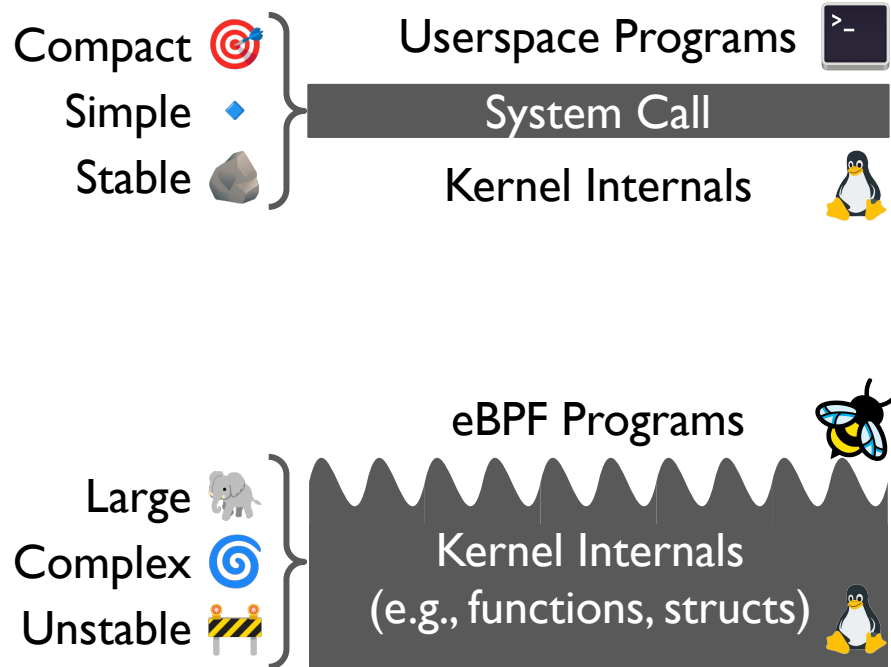 Compact
Simple
Stable
Userspace Programs
>_
System Call
Kernel Internals
eBPF Programs
Large
Complex
Unstable
Kernel Internals
(e.g., functions, structs)